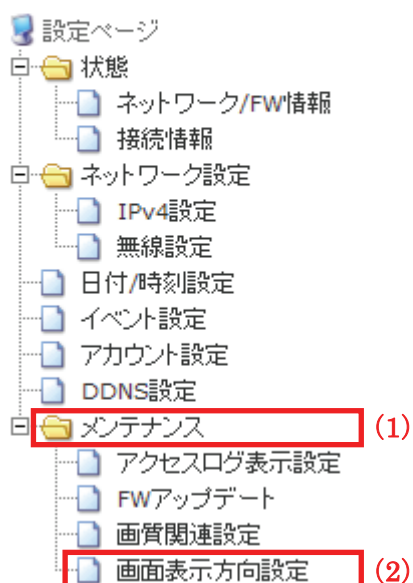 設定ページ
状態
ネットワーク/FW情報
接続情報
ネットワーク設定
IPv4設定
無線設定
日付/時刻設定
イベント設定
アカウント設定
DDNS設定
メンテナンス (1)
アクセスログ表示設定
FWアップデート
画質関連設定
画面表示方向設定 (2)